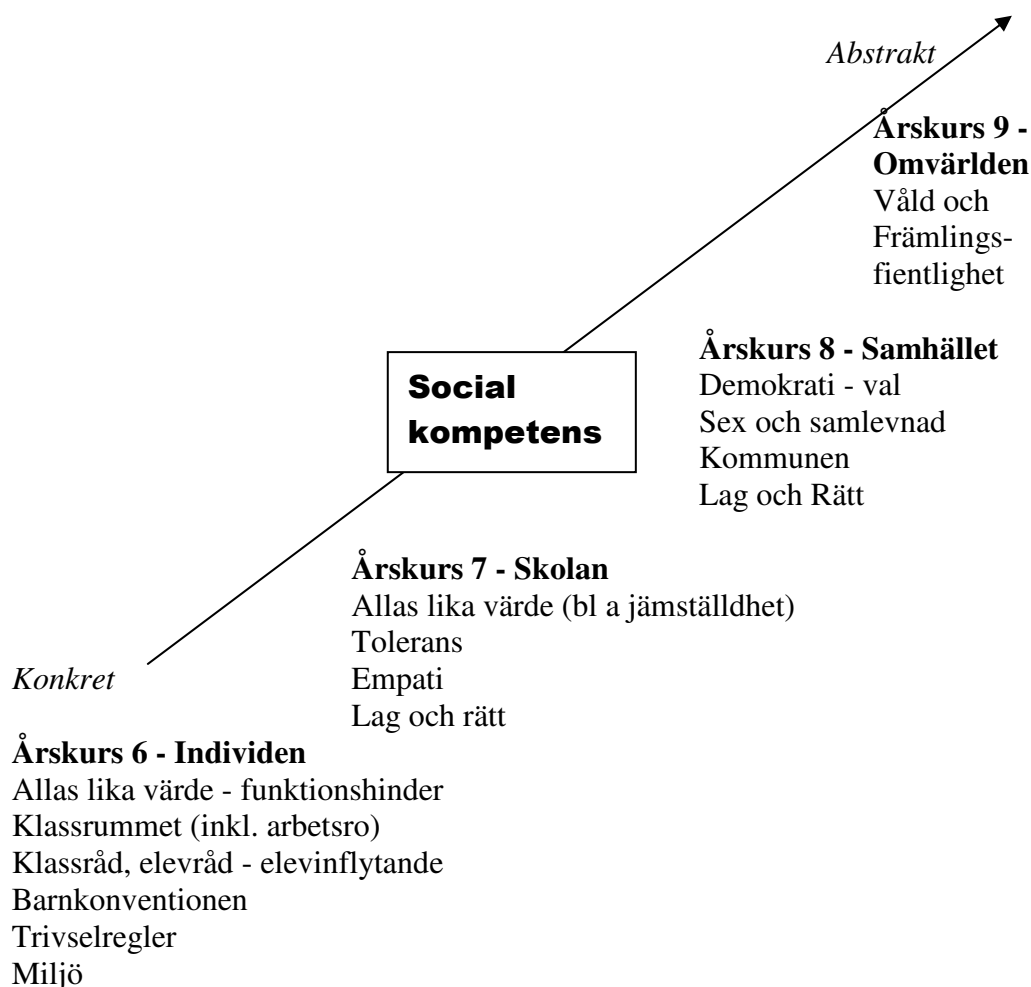 Abstrakt
Årskurs 9 -
Omvärlden
Våld och
Främlings-
fientlighet
Årskurs 8 - Samhället
Demokrati - val
Sex och samlevnad
Kommunen
Lag och Rätt
Social
kompetens
Årskurs 7 - Skolan
Allas lika värde (bl a jämställdhet)
Tolerans
Empati
Lag och rätt
Konkret
Årskurs 6 - Individen
Allas lika värde - funktionshinder
Klassrummet (inkl. arbetsro)
Klassråd, elevråd - elevinflytande
Barnkonventionen
Trivselregler
Miljö